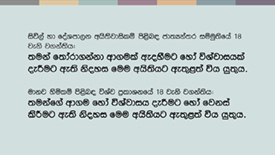 සිවිල් හා දේශපාලන අයිතිවාසිකම් පිළිබඳ ජාත්‍යන්තර සම්මුතියේ 18
වැනි වගන්තිය:
තමන් තෝරාගන්නා ආගමක් ඇදහීමට හෝ විශ්වාසයක්
දැරීමට ඇති නිදහස මෙම අයිතියට ඇතුළත් විය යුතුය.
මානව හිමිකම් පිළිබඳ විශ්ව ප්‍රකාශනයේ 18 වැනි වගන්තිය:
තමන්ගේ ආගම හෝ විශ්වාසය දැරීමට හෝ වෙනස්
කිරීමට ඇති නිදහස මෙම අයිතියට ඇතුළත් විය යුතුය.